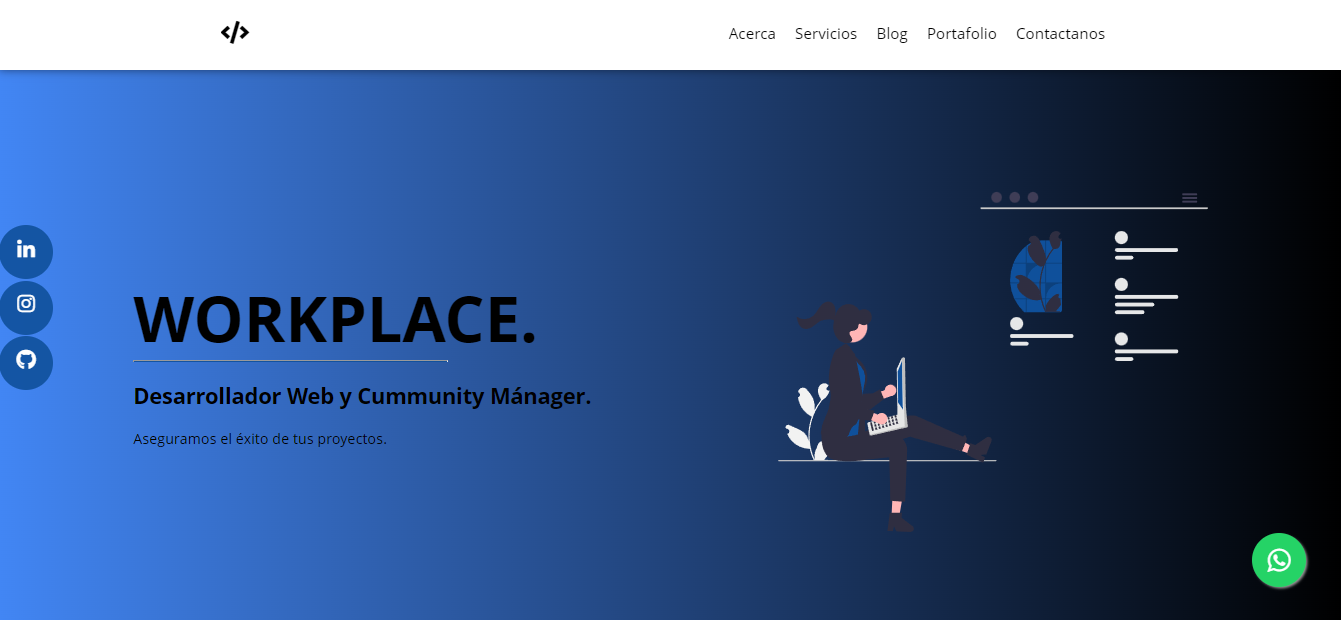 Acerca Servicios Blog Portafolio Contactanos
WORKPLACE.
Desarrollador Web y Cummunity Mánager.
Aseguramos el éxito de tus proyectos.